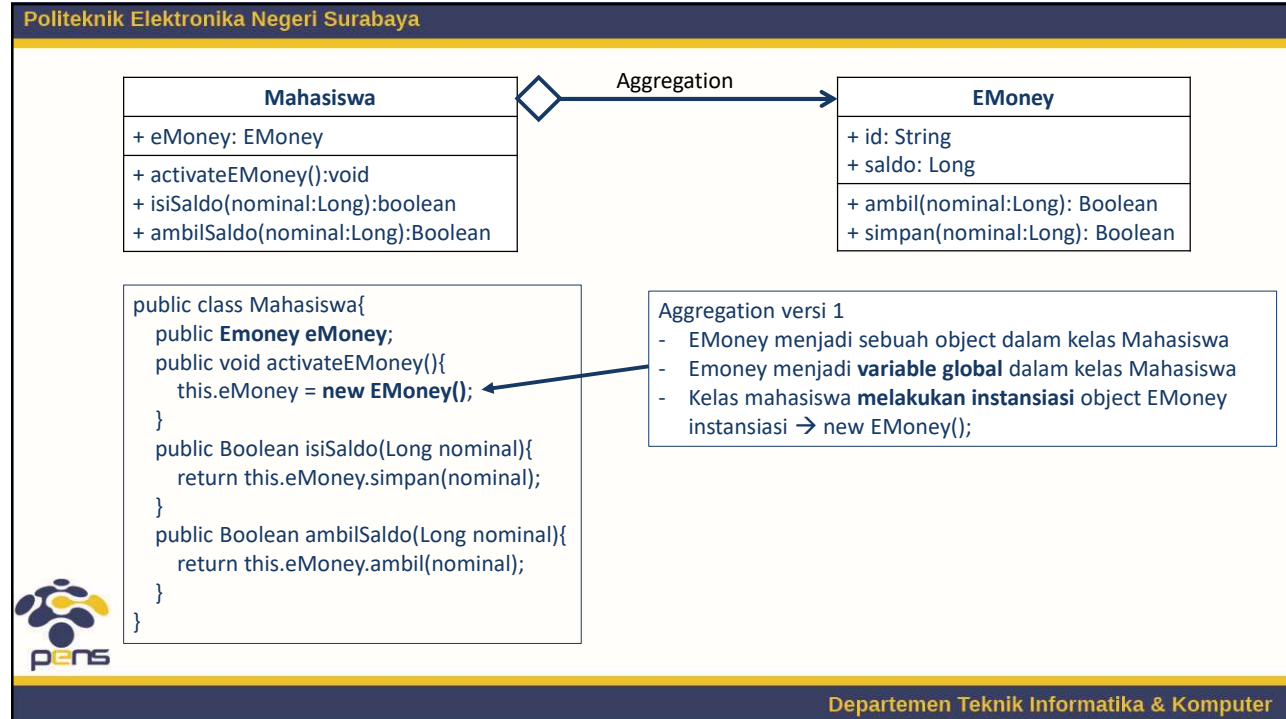 Politeknik Elektronika Negeri Surabaya
Mahasiswa
+ eMoney: EMoney
+ activateEMoney():void
+ isiSaldo(nominal:Long):boolean
+ ambilSaldo(nominal:Long):Boolean
Aggregation
EMoney
+ id: String
+ saldo: Long
+ ambil(nominal:Long): Boolean
+ simpan(nominal:Long): Boolean
public class Mahasiswa{
public Emoney eMoney;
public void activateEMoney(){
this.eMoney = new EMoney();
}
public Boolean isiSaldo(Long nominal){
return this.eMoney.simpan(nominal);
}
public Boolean ambilSaldo(Long nominal){
return this.eMoney.ambil(nominal);
}
}
Aggregation versi 1
- EMoney menjadi sebuah object dalam kelas Mahasiswa
- Emoney menjadi variable global dalam kelas Mahasiswa
- Kelas mahasiswa melakukan instansiasi object EMoney
instansiasi → new EMoney();
pens
Departemen Teknik Informatika & Komputer